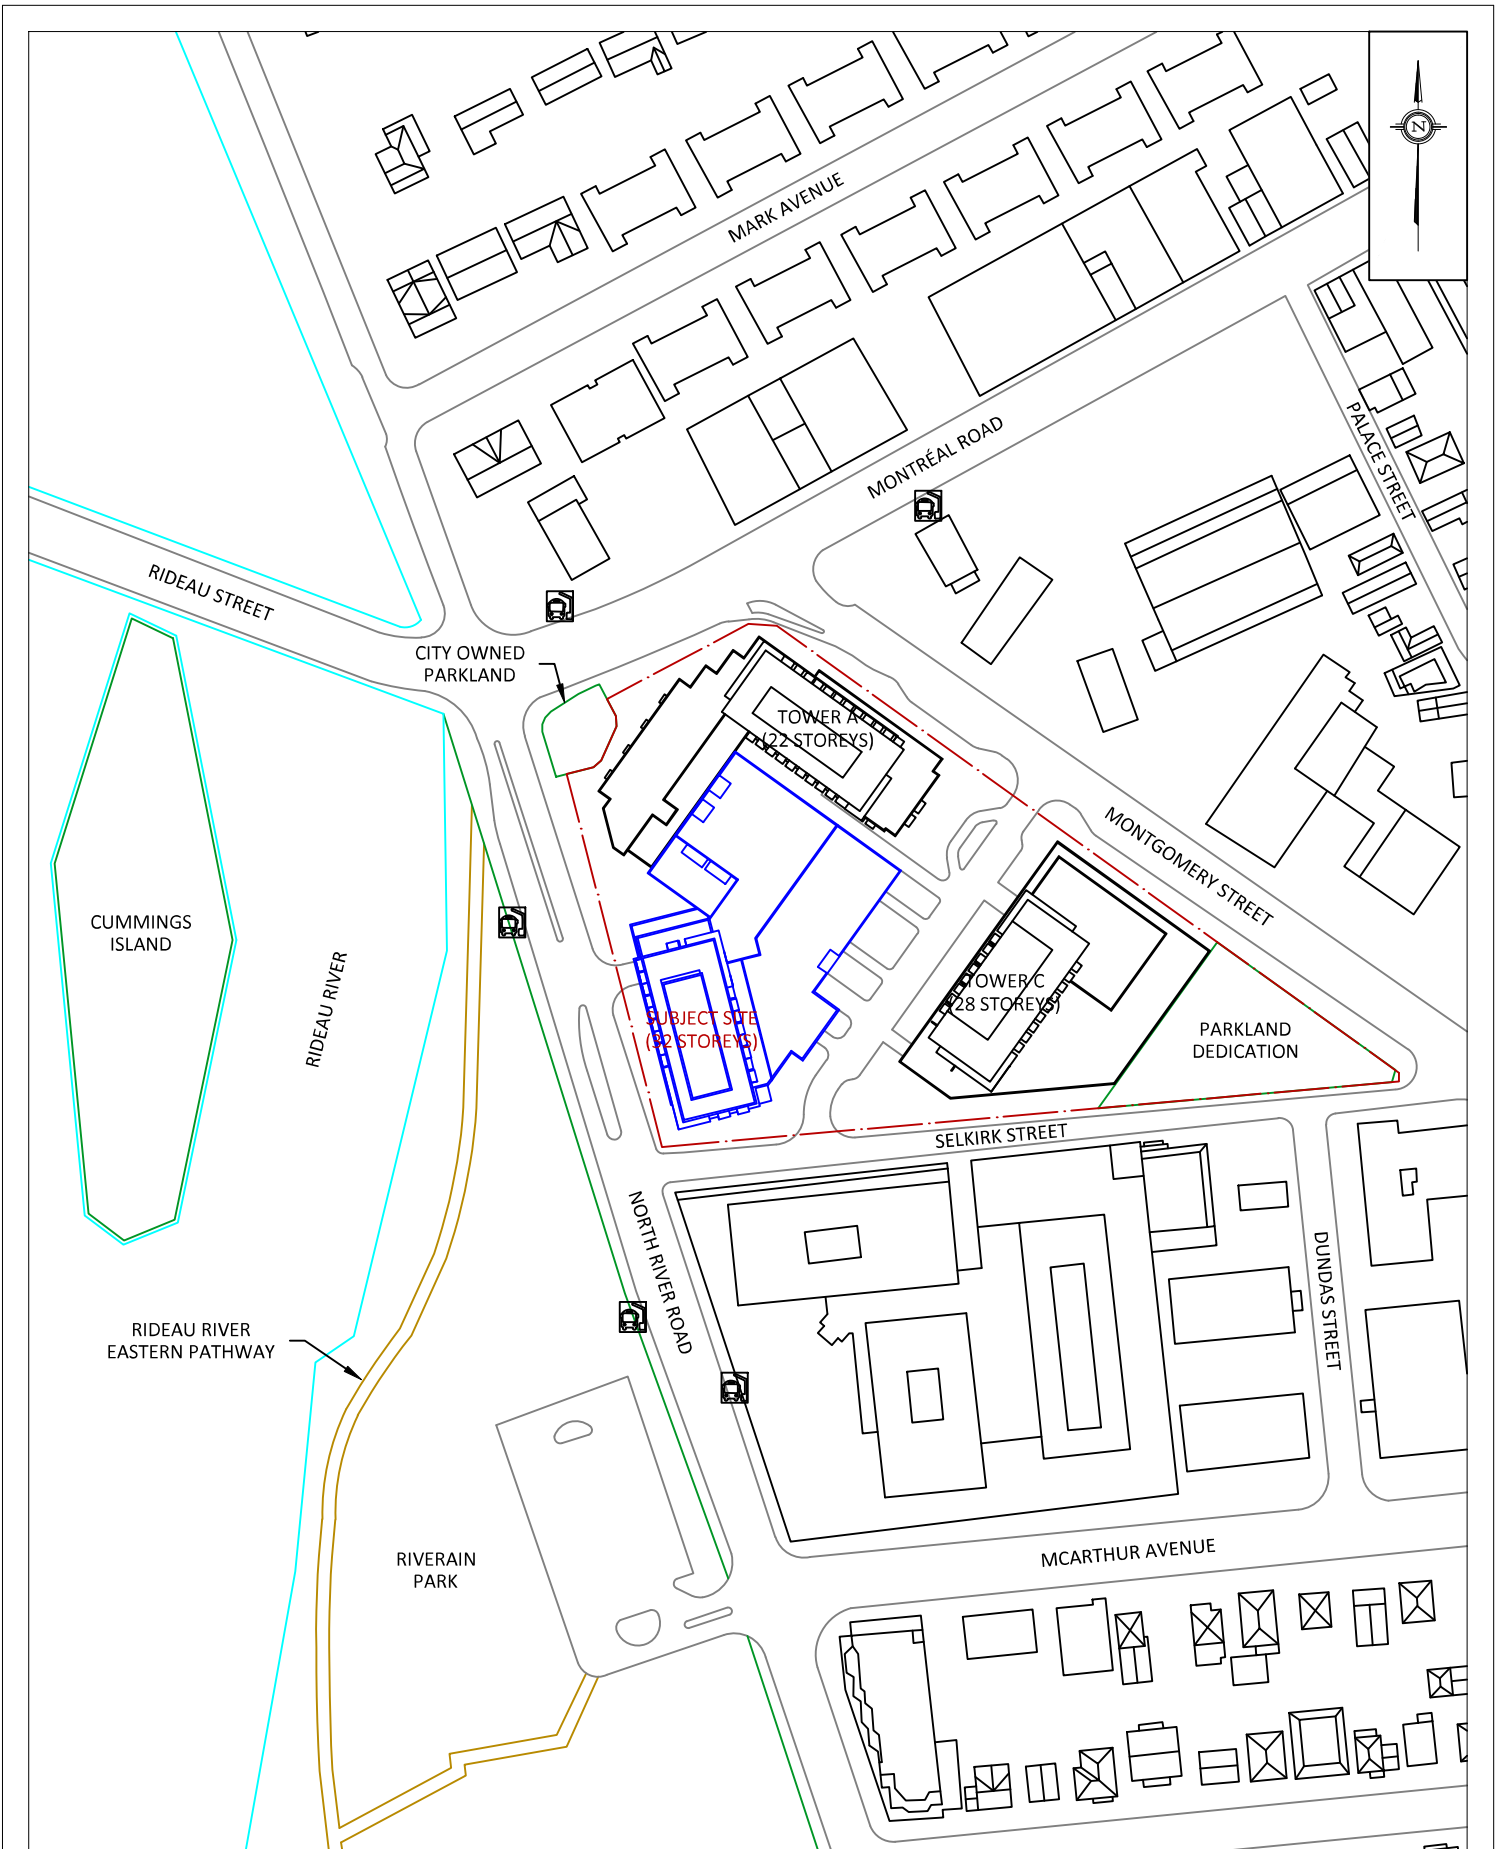 N
MARK AVENUE
PALACE STREET
MONTRÉAL ROAD
RIDEAU STREET
CITY OWNED
PARKLAND
TOWER A
(22 STOREYS)
MONTGOMERY STREET
CUMMINGS
ISLAND
RIDEAU RIVER
TOWER C
(28 STOREYS)
SUBJECT SITE
(32 STOREYS)
PARKLAND
DEDICATION
SELKIRK STREET
NORTH RIVER ROAD
DUNDAS STREET
RIDEAU RIVER
EASTERN PATHWAY
MCARTHUR AVENUE
RIVERAIN
PARK